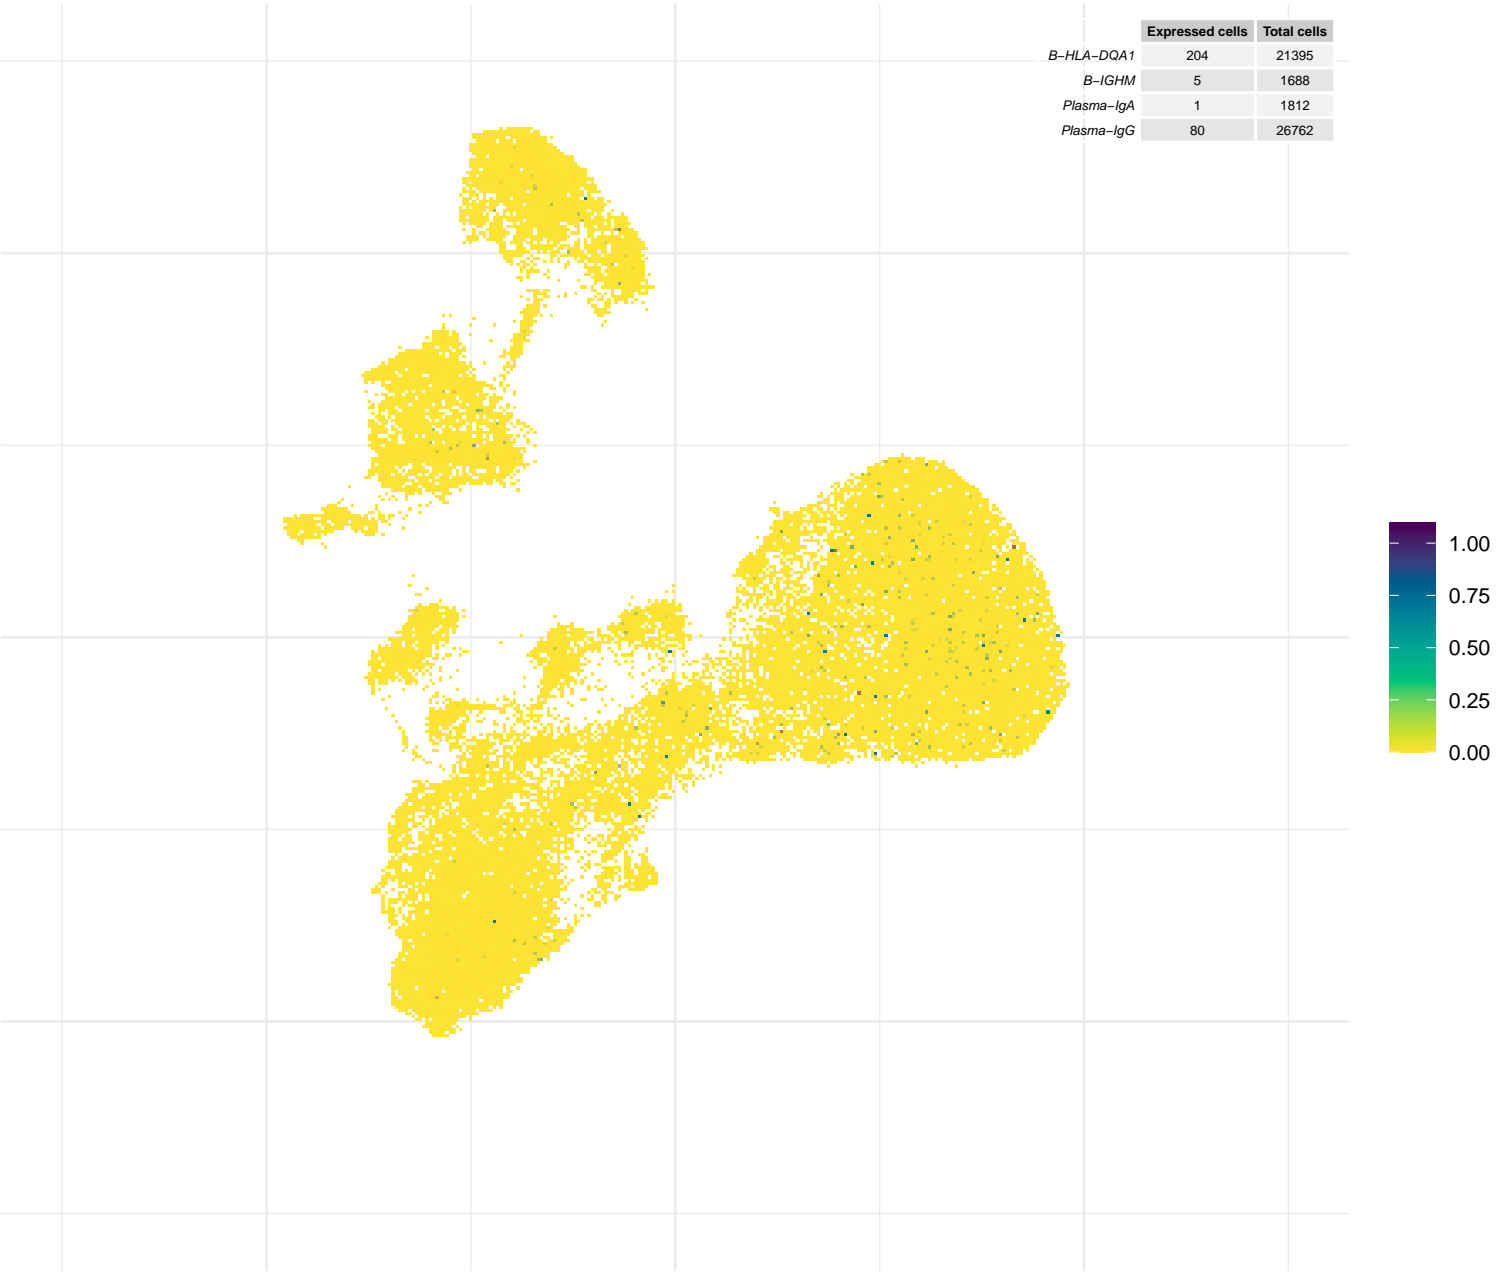 Expressed cells Total cells
B−HLA−DQA1 204 21395
B−IGHM 5 1688
Plasma−IgA 1 1812
Plasma−IgG 80 26762
1.00
0.75
0.50
0.25
0.00